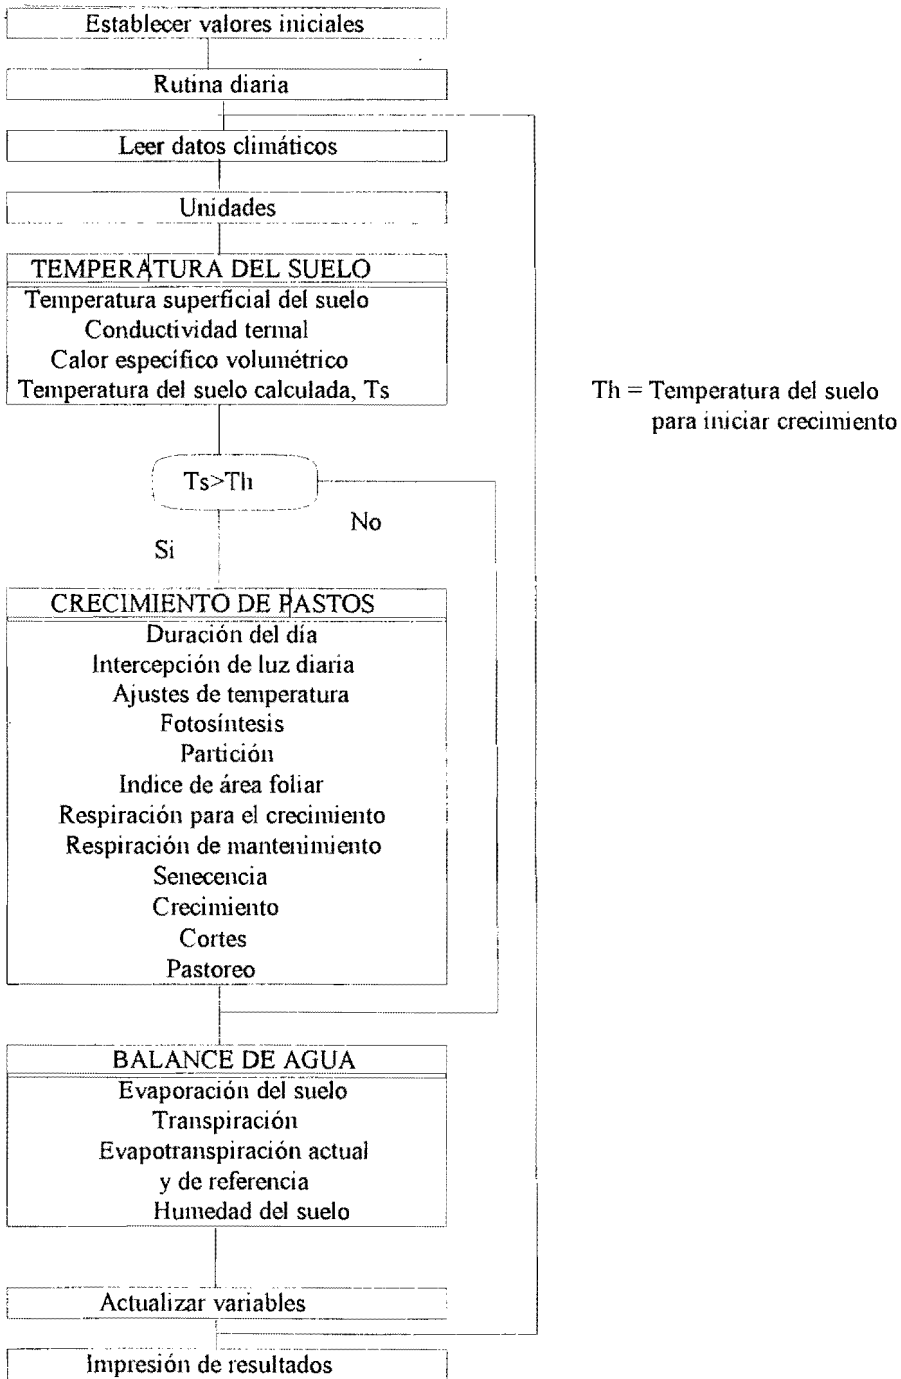 Establecer valores iniciales
Rutina diaria
Leer datos climáticos
Unidades
TEMPERATURA DEL SUELO
Temperatura superficial del suelo
Conductividad termal
Calor específico volumétrico
Temperatura del suelo calculada, Ts
Th = Temperatura del suelo
para iniciar crecimiento
Ts>Th
No
Si
CRECIMIENTO DE PASTOS
Duración del día
Intercepción de luz diaria
Ajustes de temperatura
Fotosíntesis
Partición
Indice de área foliar
Respiración para el crecimiento
Respiración de mantenimiento
Senecencia
Crecimiento
Cortes
Pastoreo
BALANCE DE AGUA
Evaporación del suelo
Transpiración
Evapotranspiración actual
y de referencia
Humedad del suelo
Actualizar variables
Impresión de resultados